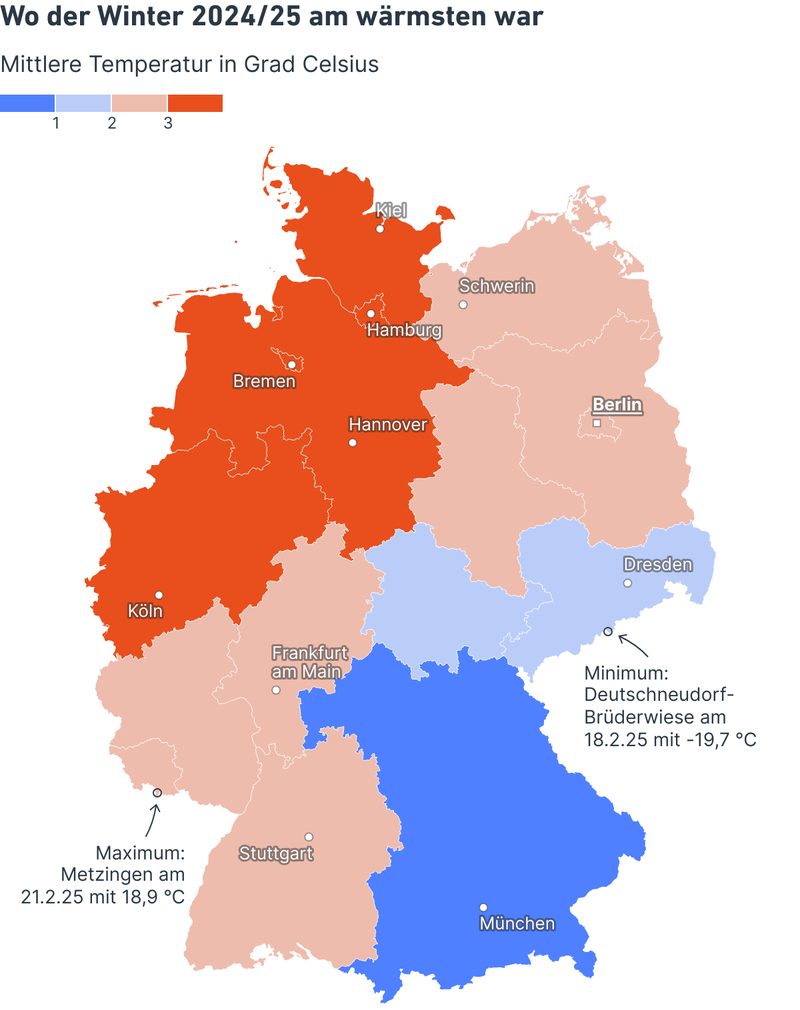 Wo der Winter 2024/25 am wärmsten war
Mittlere Temperatur in Grad Celsius
1 2 3
Kiel
Schwerin
Hamburg
Bremen
Berlin
Hannover
Dresden
Köln
Frankfurt
am Main
Minimum:
Deutschneudorf-
Brüderwiese am
18.2.25 mit -19,7 °C
Maximum:
Metzingen am
21.2.25 mit 18,9 °C
Stuttgart
München